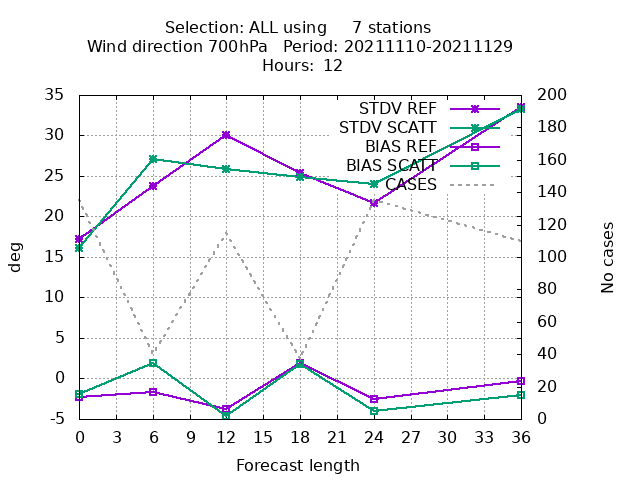 Selection: ALL using     7 stations
Wind direction 700hPa   Period: 20211110-20211129
Hours:  12
35
30
25
20
15
10
5
0
-5
200
180
160
140
120
100
80
60
40
20
0
STDV REF
STDV SCATT
BIAS REF
BIAS SCATT
CASES
deg
No cases
0 3 6 9 12 15 18 21 24 27 30 33 36
Forecast length